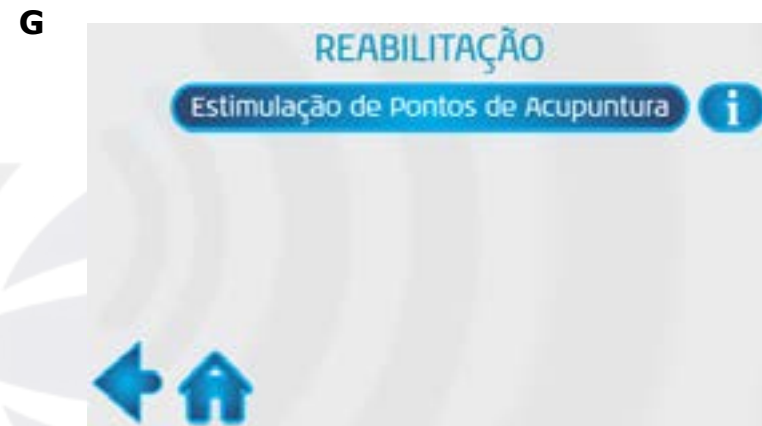 G
REABILITAÇÃO
Estimulação de Pontos de Acupuntura i